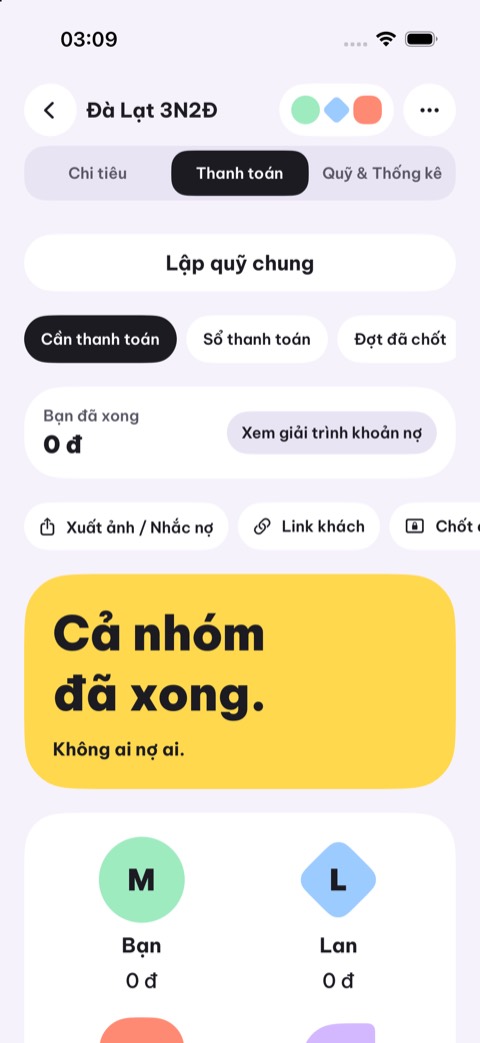 03:09
Đà Lạt 3N2Đ
Chi tiêu
Thanh toán
Quỹ & Thống kê
Lập quỹ chung
Cần thanh toán
Sổ thanh toán
Đợt đã chốt
Bạn đã xong
0 đ
Xem giải trình khoản nợ
Xuất ảnh / Nhắc nợ
Link khách
Chốt
Cả nhóm
đã xong.
Không ai nợ ai.
M
L
Bạn
Lan
0 đ
0 đ